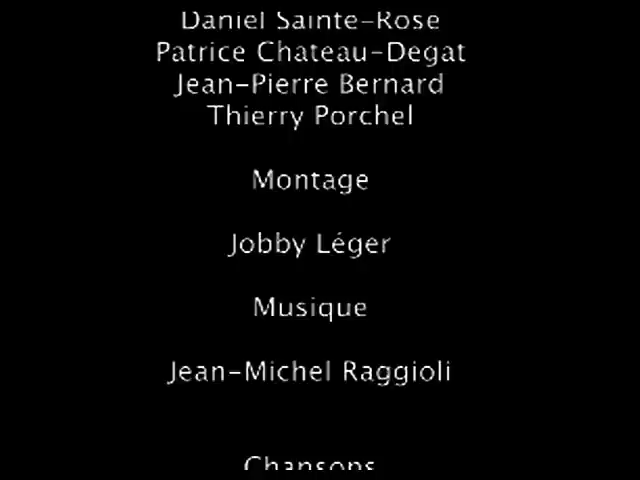 Daniel Sainte-Rose
Patrice Chateau-Degat
Jean-Pierre Bernard
Thierry Porchel
Montage
Jobby Léger
Musique
Jean-Michel Raggioli
Chansons